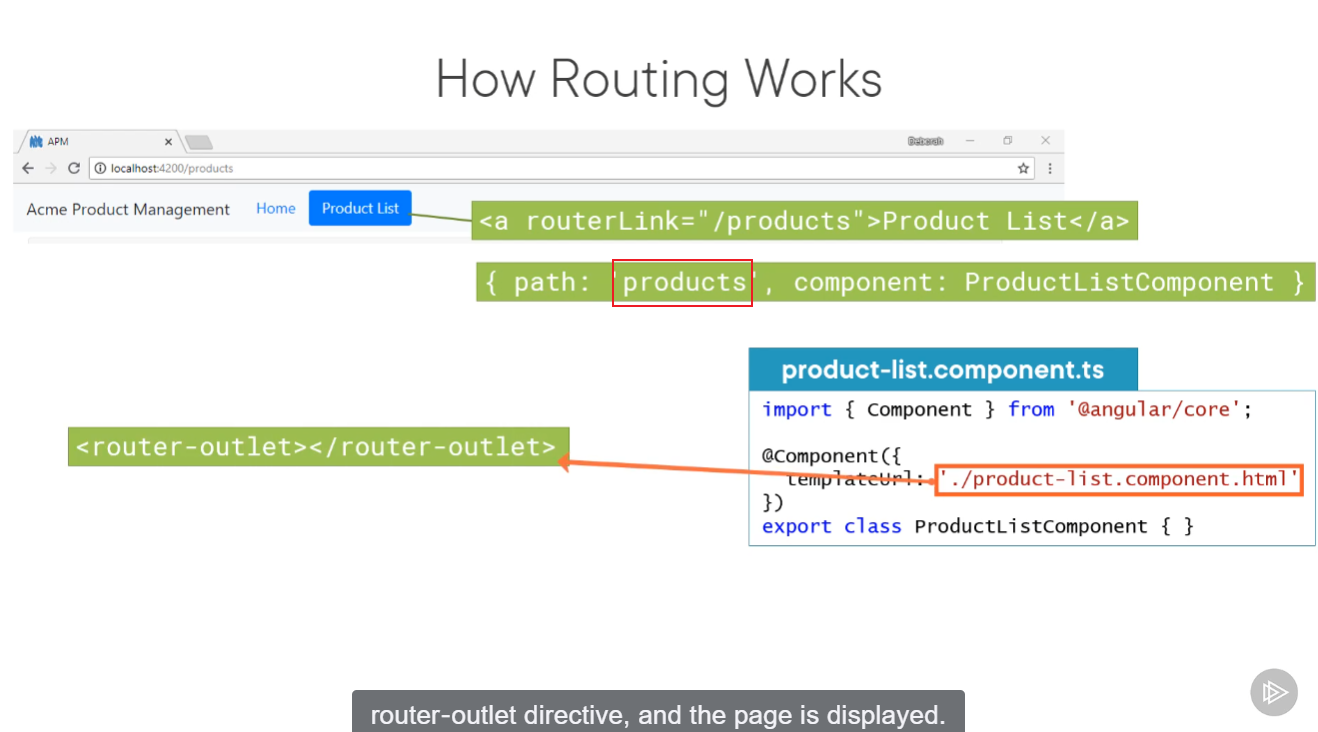 How Routing Works
APM
Deborah
localhost:4200/products
Acme Product Management Home Product List
<a routerLink="/products">Product List</a>
{ path: 'products', component: ProductListComponent }
product-list.component.ts
import { Component } from '@angular/core';
@Component({
templateUrl: './product-list.component.html'
})
export class ProductListComponent { }
<router-outlet></router-outlet>
router-outlet directive, and the page is displayed.